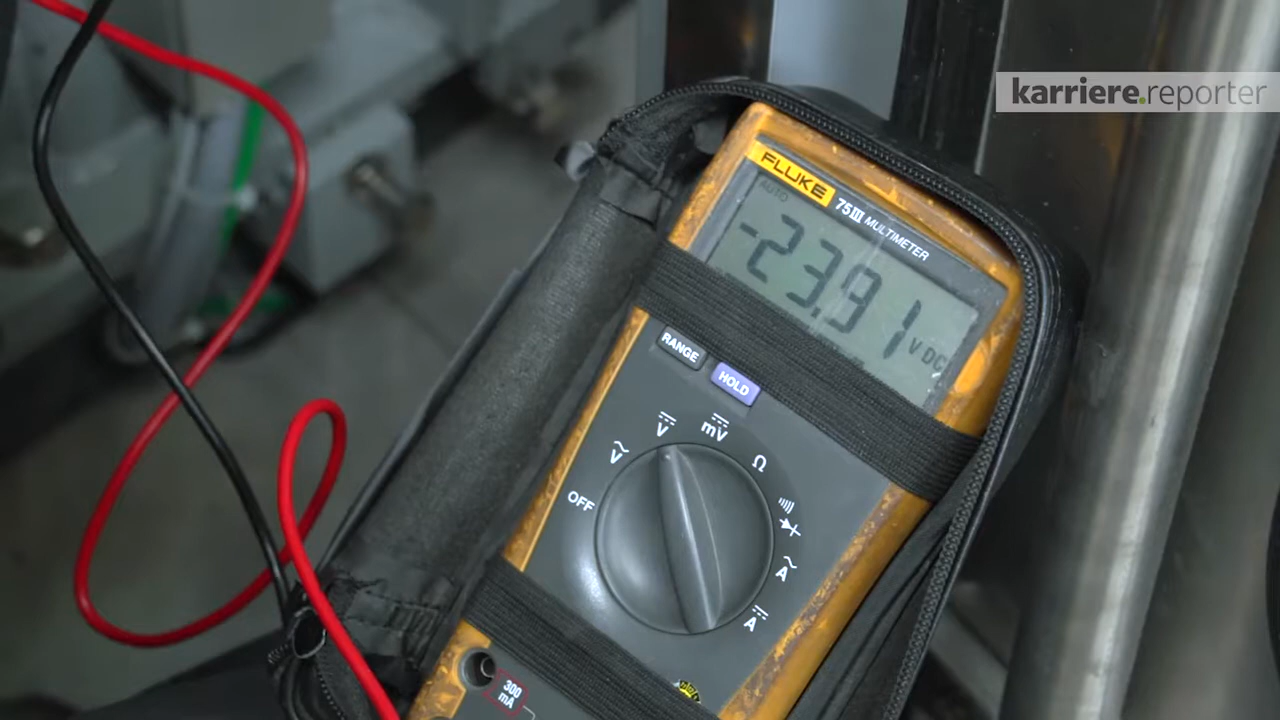 karriere.reporter
FLUKE
75III MULTIMETER
AUTO
-23.91
V DC
RANGE
HOLD
OFF
V
V
mV
Ω
A
A
300
mA